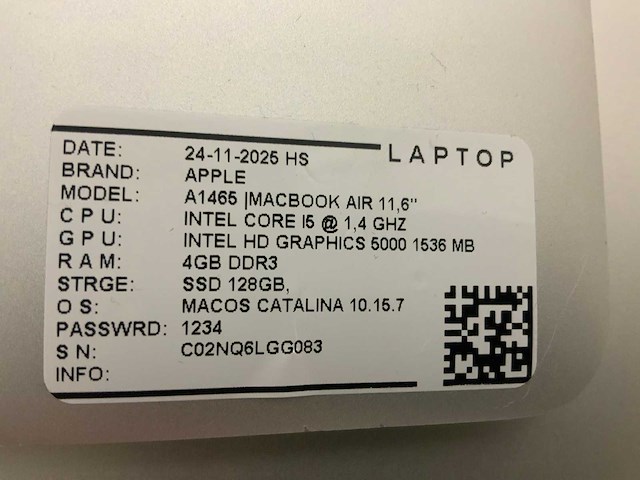 LAPTOP
DATE: 24-11-2025 HS
BRAND: APPLE
MODEL: A1465 |MACBOOK AIR 11,6"
CPU: INTEL CORE I5 @ 1,4 GHZ
GPU: INTEL HD GRAPHICS 5000 1536 MB
RAM: 4GB DDR3
STRGE: SSD 128GB,
OS: MACOS CATALINA 10.15.7
PASSWRD: 1234
SN: C02NQ6LGG083
INFO: